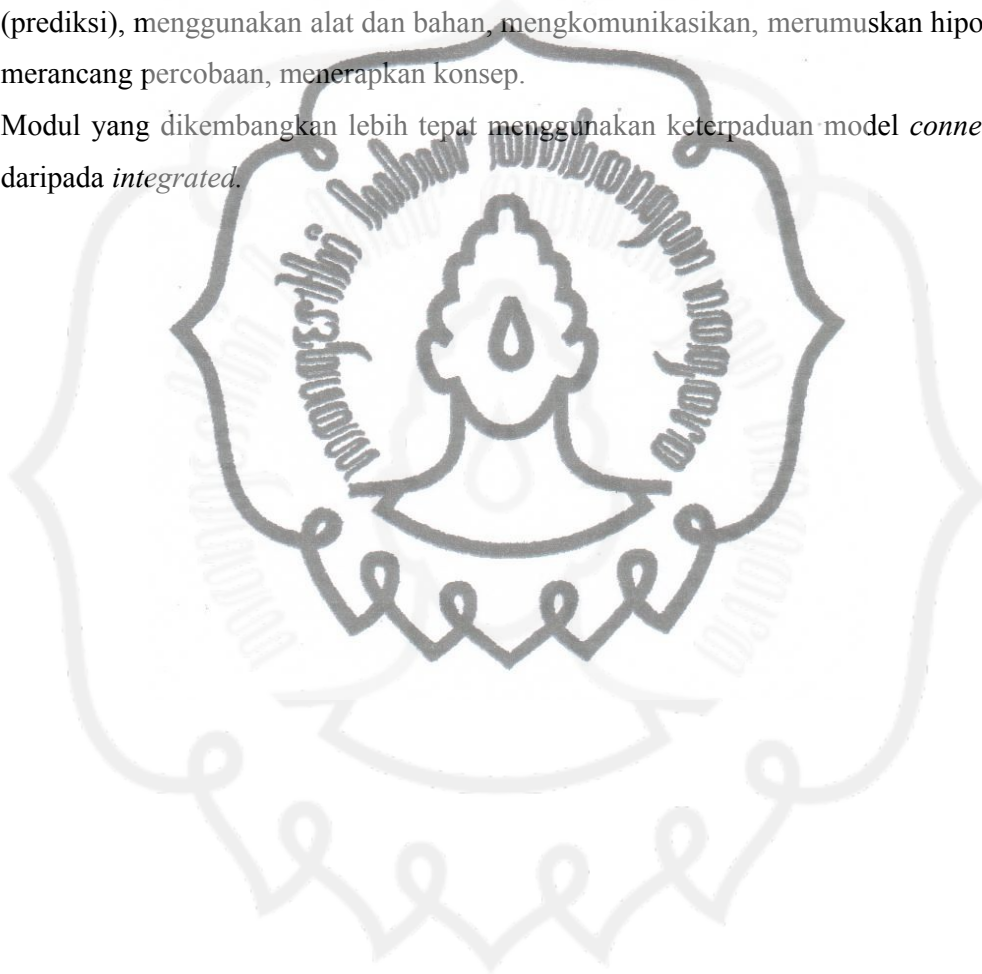 (prediksi), menggunakan alat dan bahan, mengkomunikasikan, merumuskan hipo
merancang percobaan, menerapkan konsep.
Modul yang dikembangkan lebih tepat menggunakan keterpaduan model conne
daripada integrated.